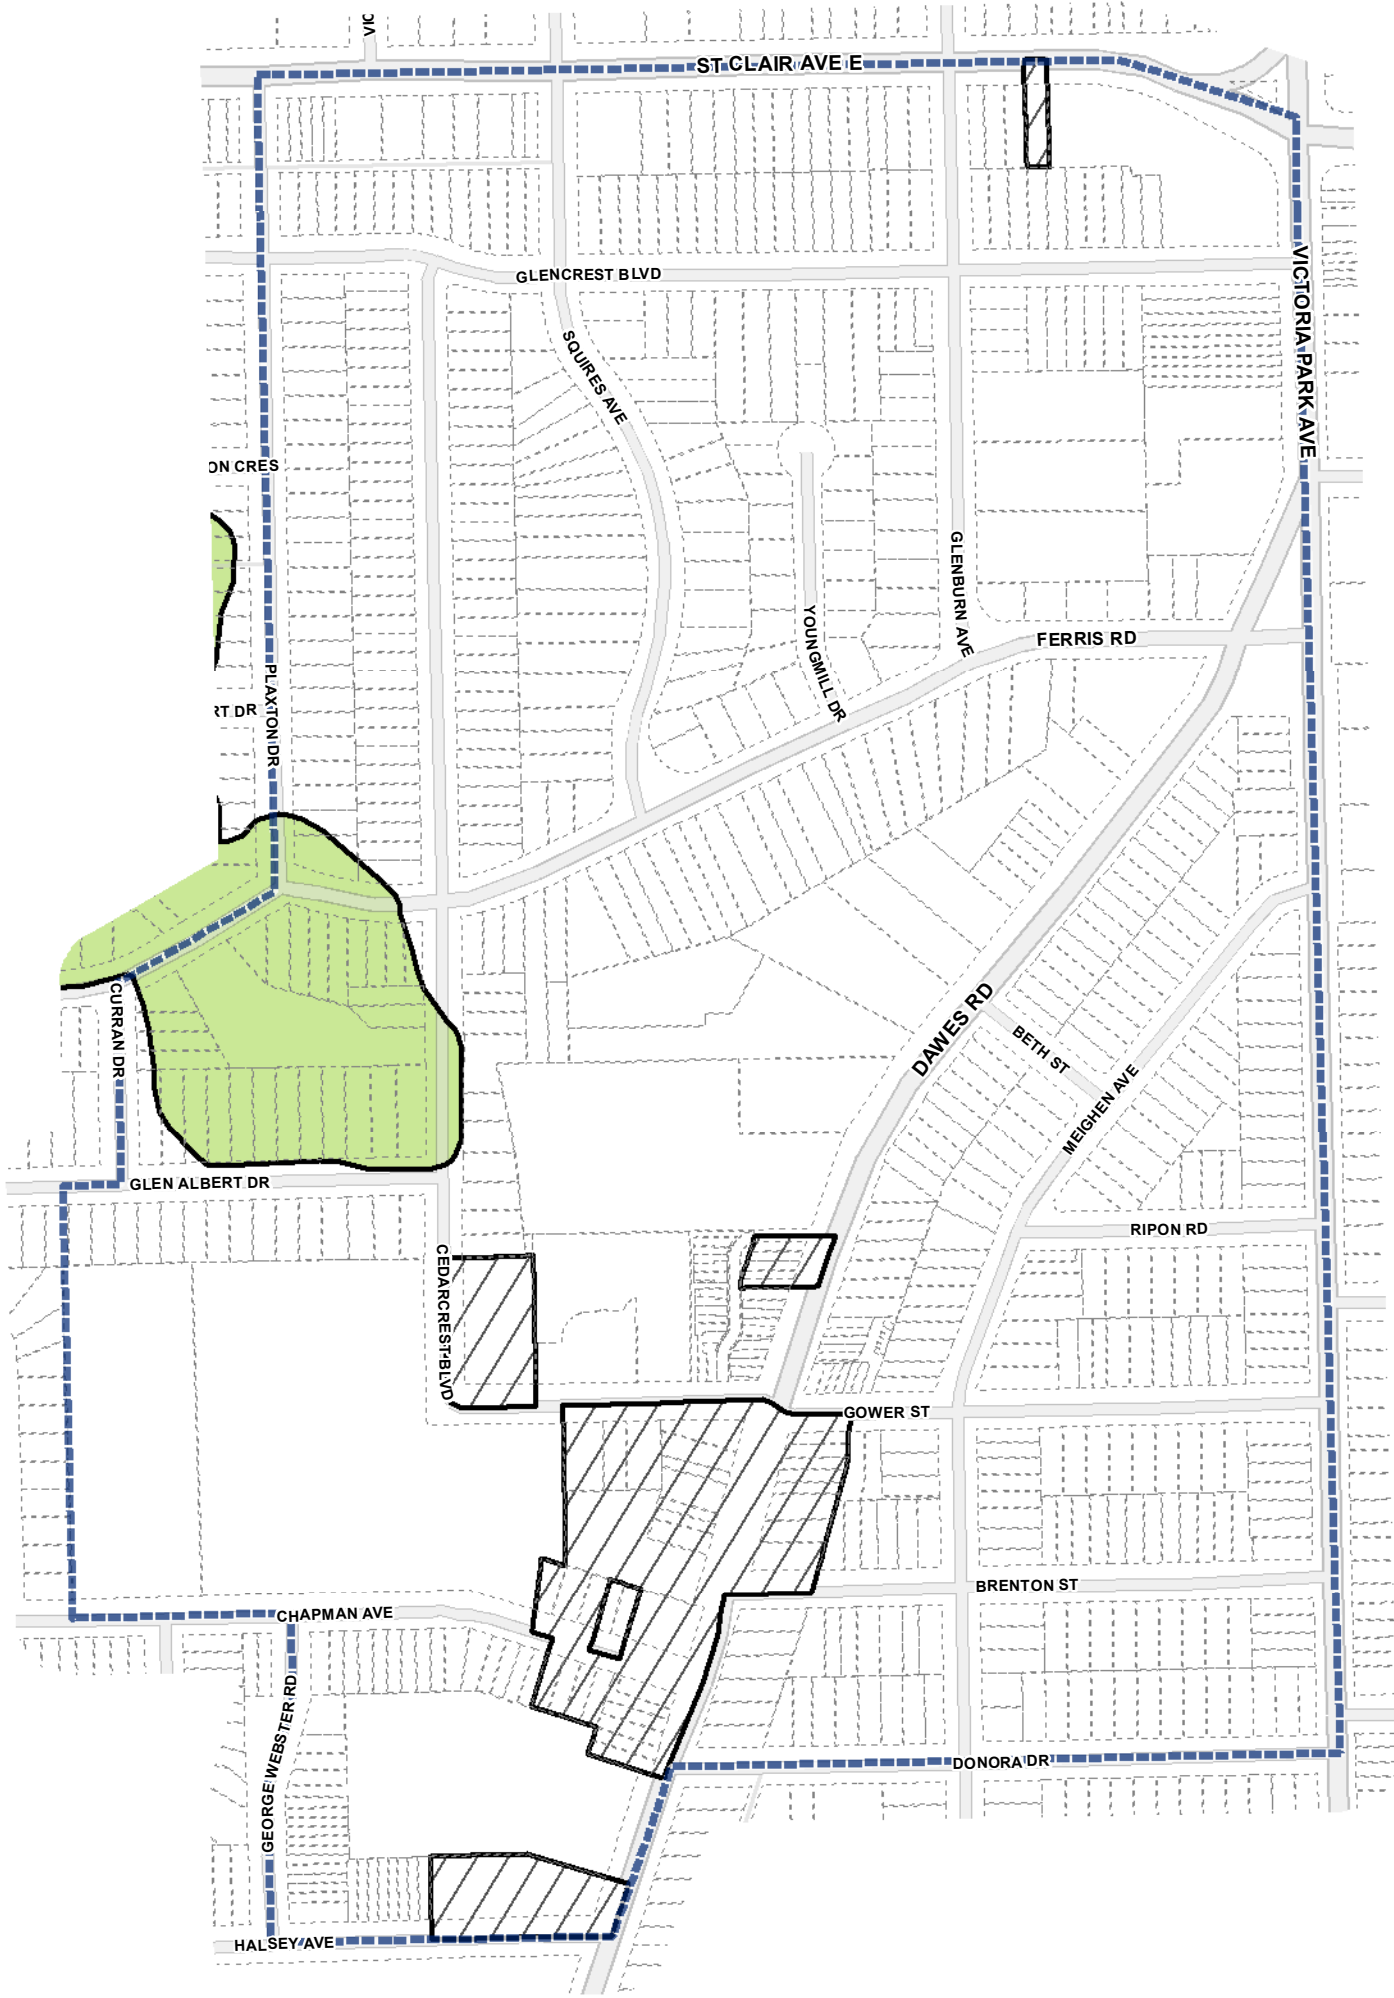 VIC
ST CLAIR AVE E
GLENCREST BLVD
VICTORIA PARK AVE
SQUIRES AVE
ON CRES
GLENBURN AVE
YOUNGMILL DR
FERRIS RD
PLAXTON DR
RT DR
CURRAN DR
DAWES RD
BETH ST
MEIGHEN AVE
GLEN ALBERT DR
RIPON RD
CEDARCREST BLVD
GOWER ST
BRENTON ST
CHAPMAN AVE
GEORGE WEBSTER RD
DONORA DR
HALSEY AVE